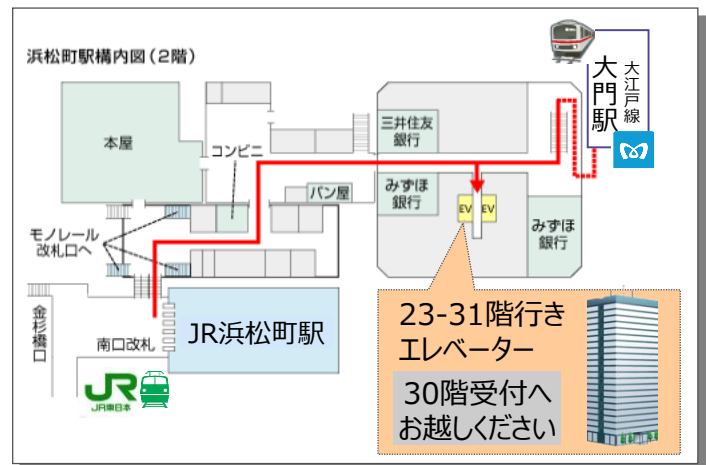 浜松町駅構内図（2階）
大江戸線
大門駅
本屋
コンビニ
三井住友
銀行
パン屋
みずほ
銀行
EV
EV
みずほ
銀行
モノレール
改札口へ
金杉橋口
南口改札
JR浜松町駅
JR
JR東日本
23-31階行き
エレベーター
30階受付へ
お越しください